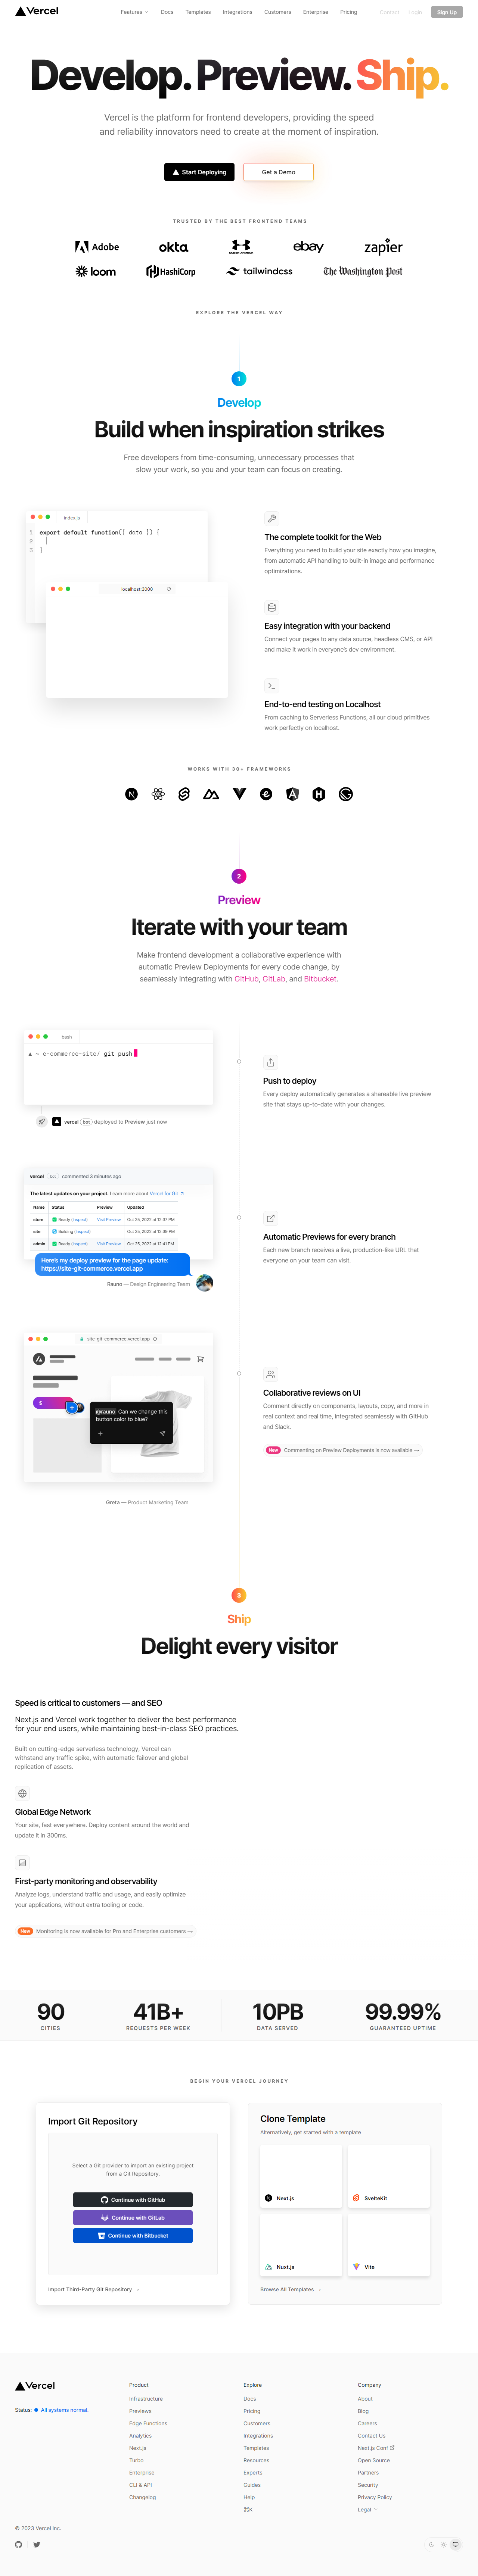 Vercel
Features
Docs
Templates
Integrations
Customers
Enterprise
Pricing
Contact
Login
Sign Up
Develop. Preview. Ship.
Vercel is the platform for frontend developers, providing the speed
and reliability innovators need to create at the moment of inspiration.
Start Deploying
Get a Demo
TRUSTED BY THE BEST FRONTEND TEAMS
Adobe
okta
UNDER ARMOUR
ebay
zapier
loom
HashiCorp
tailwindcss
The Washington Post
EXPLORE THE VERCEL WAY
1
Develop
Build when inspiration strikes
Free developers from time-consuming, unnecessary processes that
slow your work, so you and your team can focus on creating.
index.js
1 export default function({ data }) {
2
3 }
localhost:3000
The complete toolkit for the Web
Everything you need to build your site exactly how you imagine,
from automatic API handling to built-in image and performance
optimizations.
Easy integration with your backend
Connect your pages to any data source, headless CMS, or API
and make it work in everyone's dev environment.
End-to-end testing on Localhost
From caching to Serverless Functions, all our cloud primitives
work perfectly on localhost.
WORKS WITH 30+ FRAMEWORKS
2
Preview
Iterate with your team
Make frontend development a collaborative experience with
automatic Preview Deployments for every code change, by
seamlessly integrating with GitHub, GitLab, and Bitbucket.
bash
▲ ~ e-commerce-site/ git push
vercel bot deployed to Preview just now
Push to deploy
Every deploy automatically generates a shareable live preview
site that stays up-to-date with your changes.
vercel bot commented 3 minutes ago
The latest updates on your project. Learn more about Vercel for Git ↗
Name Status Preview Updated
store Ready (Inspect) Visit Preview Oct 25, 2022 at 12:37 PM
site Building (Inspect) Oct 25, 2022 at 12:39 PM
admin Ready (Inspect) Visit Preview Oct 25, 2022 at 12:41 PM
Here's my deploy preview for the page update:
https://site-git-commerce.vercel.app
Rauno — Design Engineering Team
Automatic Previews for every branch
Each new branch receives a live, production-like URL that
everyone on your team can visit.
site-git-commerce.vercel.app
$
@rauno Can we change this
button color to blue?
Greta — Product Marketing Team
Collaborative reviews on UI
Comment directly on components, layouts, copy, and more in
real context and real time, integrated seamlessly with GitHub
and Slack.
New Commenting on Preview Deployments is now available →
3
Ship
Delight every visitor
Speed is critical to customers — and SEO
Next.js and Vercel work together to deliver the best performance
for your end users, while maintaining best-in-class SEO practices.
Built on cutting-edge serverless technology, Vercel can
withstand any traffic spike, with automatic failover and global
replication of assets.
Global Edge Network
Your site, fast everywhere. Deploy content around the world and
update it in 300ms.
First-party monitoring and observability
Analyze logs, understand traffic and usage, and easily optimize
your applications, without extra tooling or code.
New Monitoring is now available for Pro and Enterprise customers →
90
CITIES
41B+
REQUESTS PER WEEK
10PB
DATA SERVED
99.99%
GUARANTEED UPTIME
BEGIN YOUR VERCEL JOURNEY
Import Git Repository
Select a Git provider to import an existing project
from a Git Repository.
Continue with GitHub
Continue with GitLab
Continue with Bitbucket
Import Third-Party Git Repository →
Clone Template
Alternatively, get started with a template
Next.js
SvelteKit
Nuxt.js
Vite
Browse All Templates →
Vercel
Status: All systems normal.
Product
Infrastructure
Previews
Edge Functions
Analytics
Next.js
Turbo
Enterprise
CLI & API
Changelog
Explore
Docs
Pricing
Customers
Integrations
Templates
Resources
Experts
Guides
Help
⌘K
Company
About
Blog
Careers
Contact Us
Next.js Conf
Open Source
Partners
Security
Privacy Policy
Legal
© 2023 Vercel Inc.